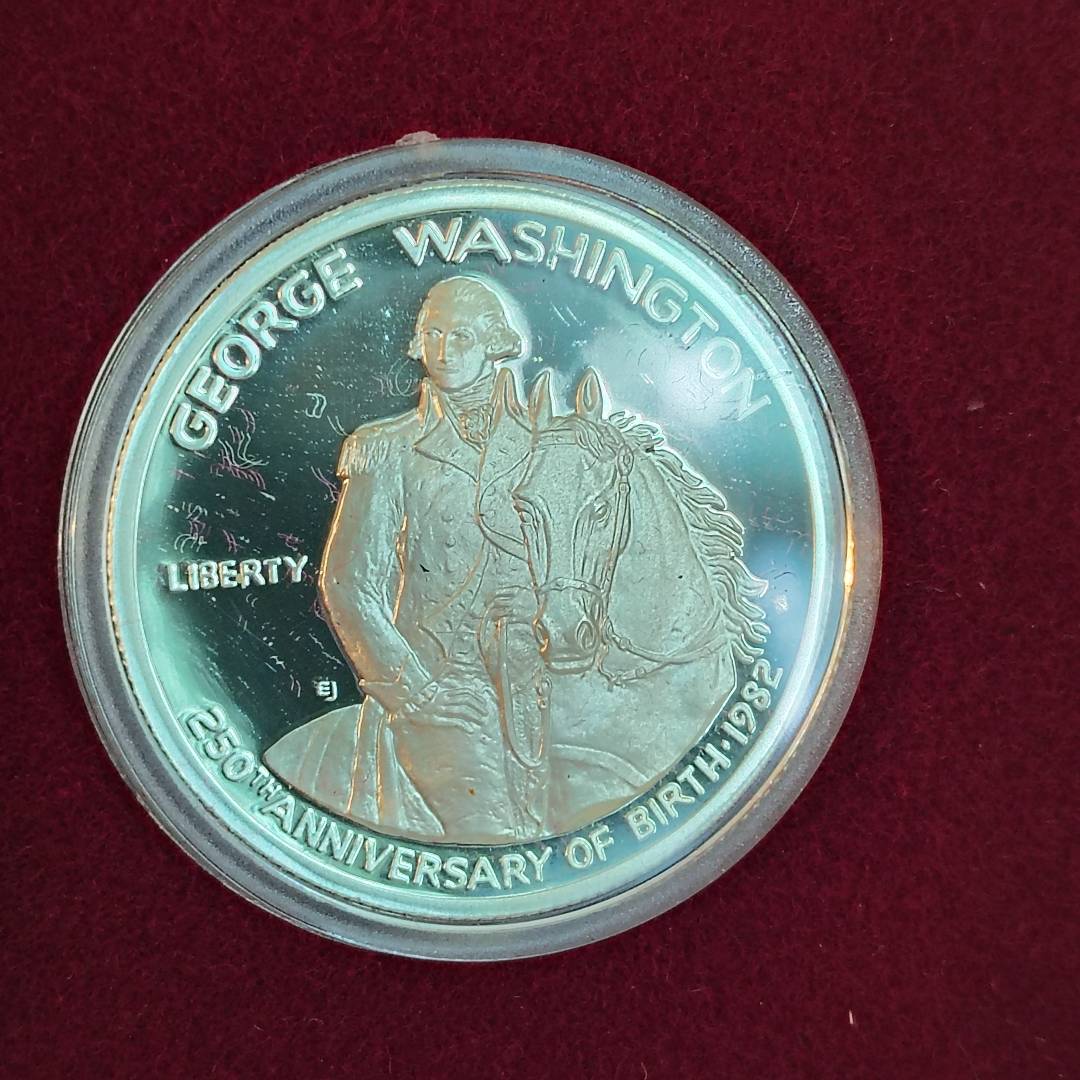 GEORGE WASHINGTON
LIBERTY
EJ
250TH ANNIVERSARY OF BIRTH·1982